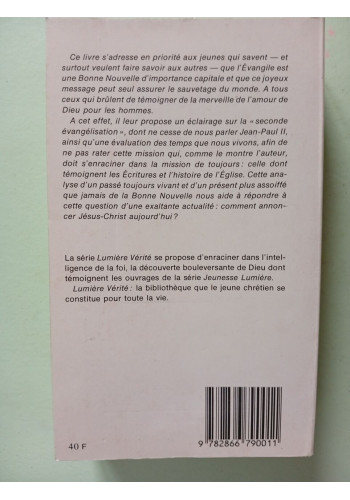 Ce livre s'adresse en priorité aux jeunes qui savent — et
surtout veulent faire savoir aux autres — que l'Évangile est
une Bonne Nouvelle d'importance capitale et que ce joyeux
message peut seul assurer le sauvetage du monde. A tous
ceux qui brûlent de témoigner de la merveille de l'amour de
Dieu pour les hommes.
A cet effet, il leur propose un éclairage sur la « seconde
évangélisation », dont ne cesse de nous parler Jean-Paul II,
ainsi qu'une évaluation des temps que nous vivons, afin de
ne pas rater cette mission qui, comme le montre l'auteur,
doit s'enraciner dans la mission de toujours : celle dont
témoignent les Écritures et l'histoire de l'Église. Cette ana-
lyse d'un passé toujours vivant et d'un présent plus assoiffé
que jamais de la Bonne Nouvelle nous aide à répondre à
cette question d'une exaltante actualité : comment annon-
cer Jésus-Christ aujourd'hui ?
La série Lumière Vérité se propose d'enraciner dans l'intel-
ligence de la foi, la découverte bouleversante de Dieu dont
témoignent les ouvrages de la série Jeunesse Lumière.
Lumière Vérité : la bibliothèque que le jeune chrétien se
constitue pour toute la vie.
40 F
9 782866 790011